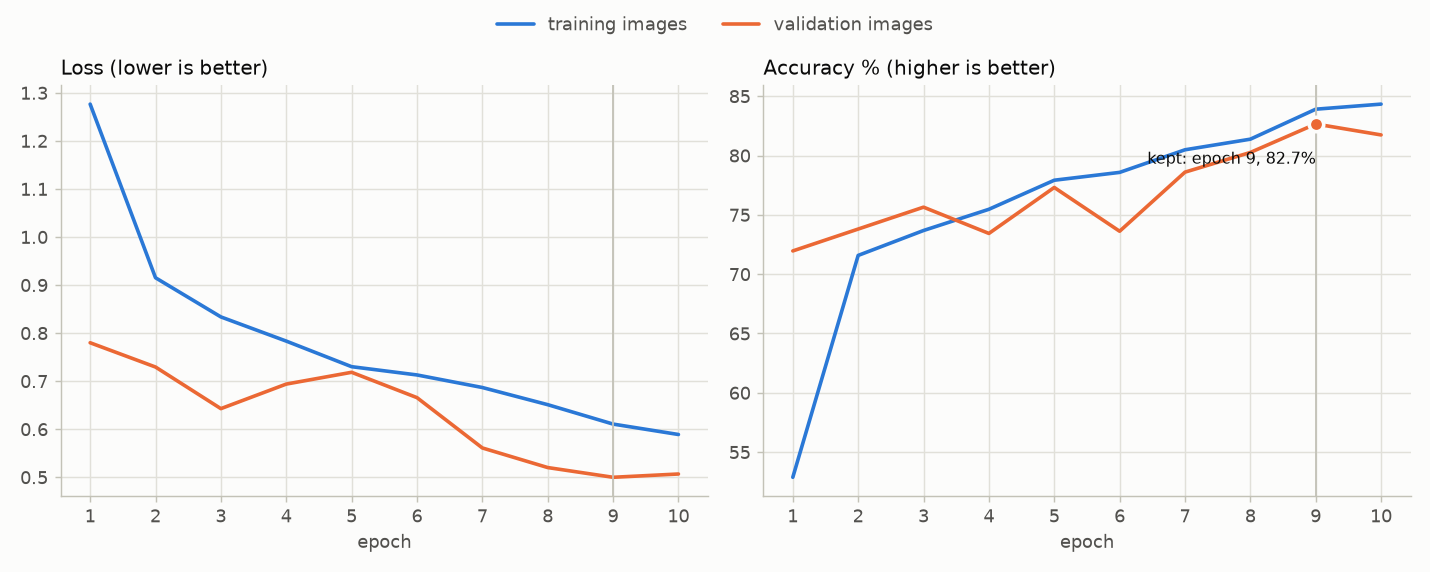 training images validation images
Loss (lower is better)
1.3
1.2
1.1
1.0
0.9
0.8
0.7
0.6
0.5
1 2 3 4 5 6 7 8 9 10
epoch
Accuracy % (higher is better)
85
80
75
70
65
60
55
kept: epoch 9, 82.7%
1 2 3 4 5 6 7 8 9 10
epoch